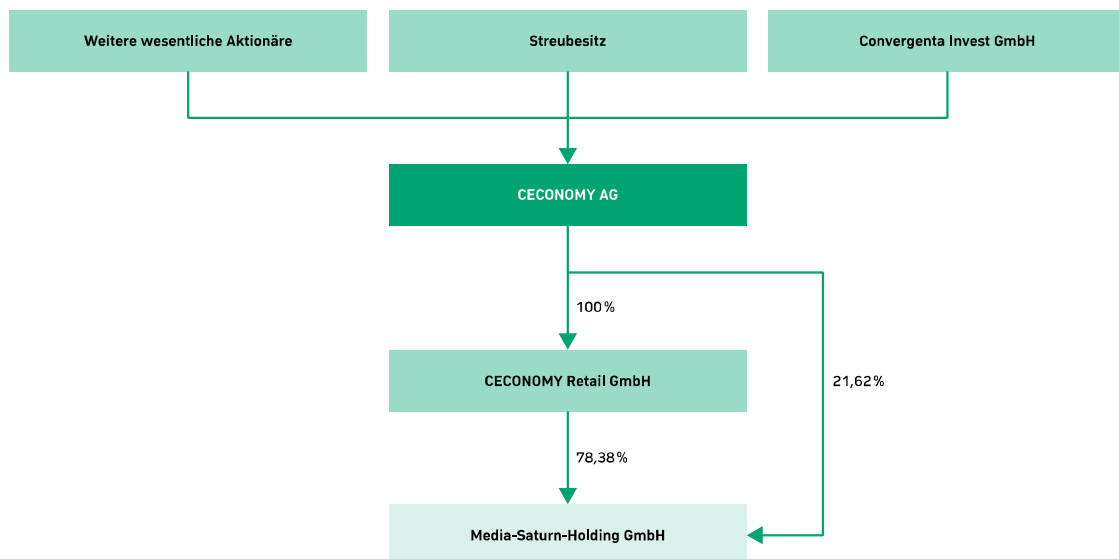 Weitere wesentliche Aktionäre
Streubesitz
Convergenta Invest GmbH
CECONOMY AG
100 %
CECONOMY Retail GmbH
21,62 %
78,38 %
Media-Saturn-Holding GmbH